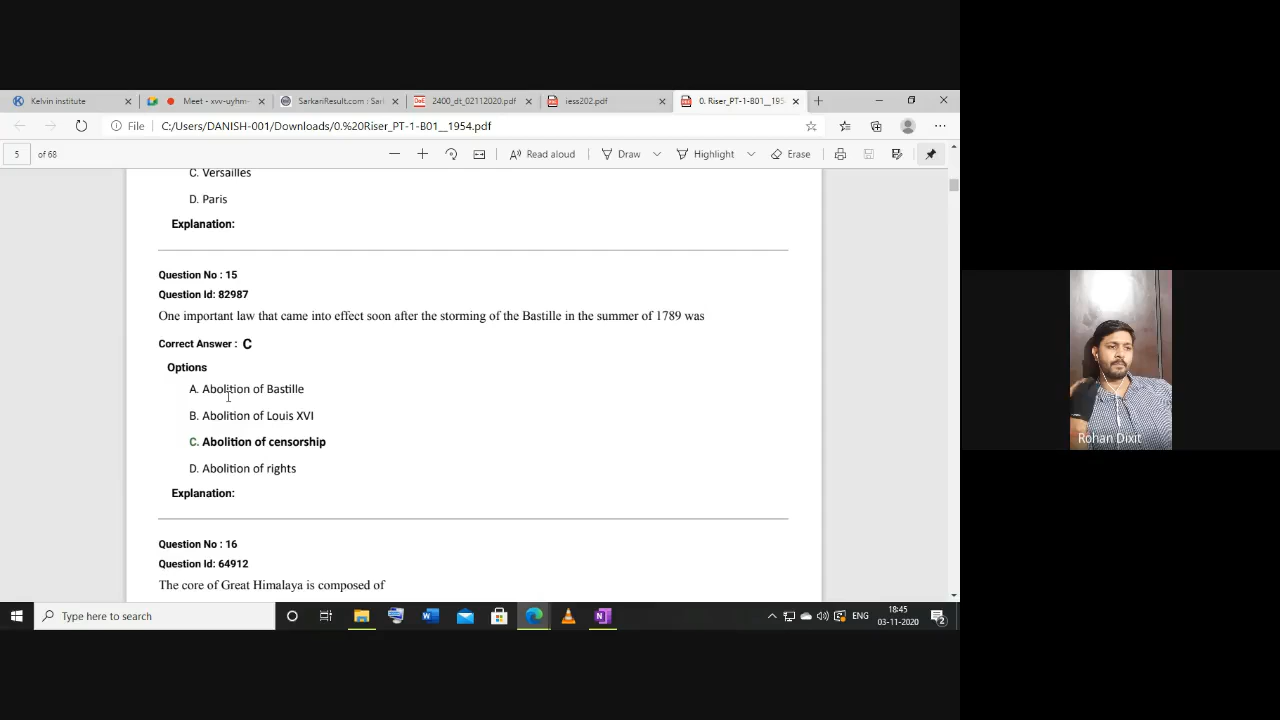 Kelvin institute
Meet - xvv-uyhm-
SarkariResult.com : Sark
2400_dt_02112020.pdf
iess202.pdf
0. Riser_PT-1-B01__1954
File
C:/Users/DANISH-001/Downloads/0.%20Riser_PT-1-B01__1954.pdf
5 of 68
Read aloud
Draw
Highlight
Erase
C. Versailles
D. Paris
Explanation:
Question No : 15
Question Id: 82987
One important law that came into effect soon after the storming of the Bastille in the summer of 1789 was
Correct Answer : C
Options
A. Abolition of Bastille
B. Abolition of Louis XVI
C. Abolition of censorship
D. Abolition of rights
Explanation:
Question No : 16
Question Id: 64912
The core of Great Himalaya is composed of
Rohan Dixit
Type here to search
ENG
18:45
03-11-2020
2